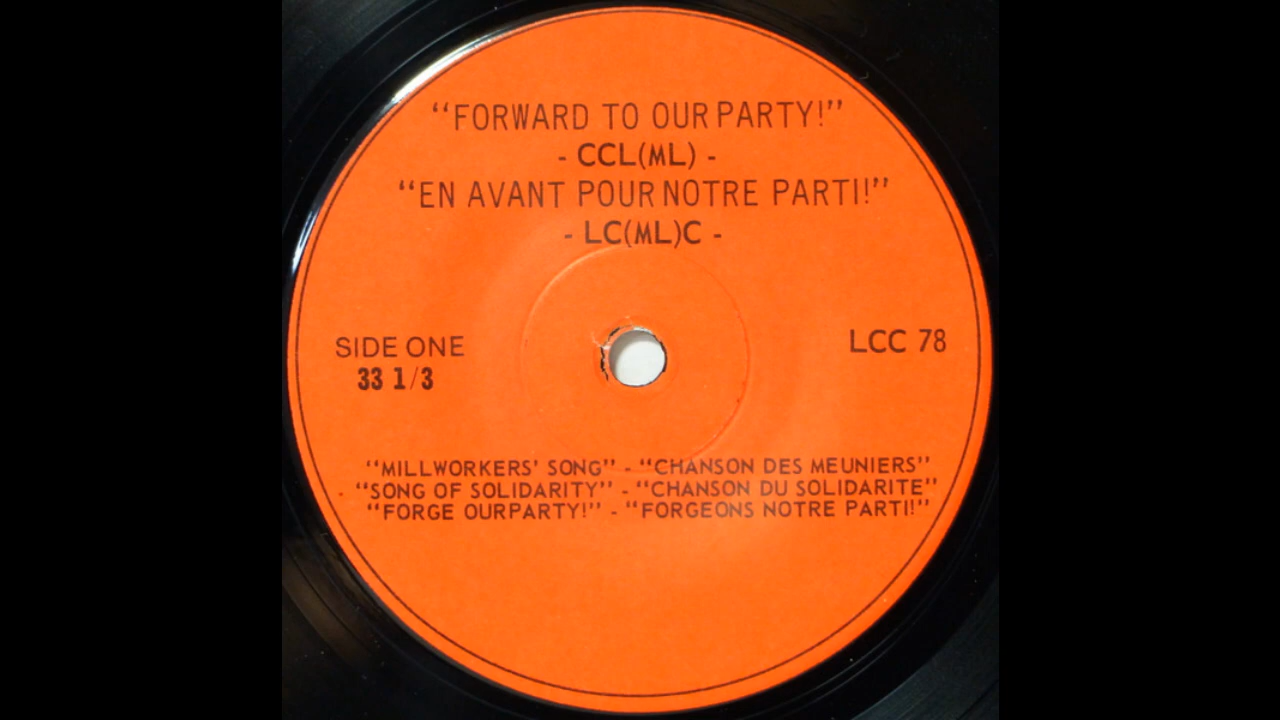 “FORWARD TO OUR PARTY!”
- CCL(ML) -
“EN AVANT POUR NOTRE PARTI!”
- LC(ML)C -
SIDE ONE
33 1/3
LCC 78
“MILLWORKERS’ SONG” - “CHANSON DES MEUNIERS”
“SONG OF SOLIDARITY” - “CHANSON DU SOLIDARITE”
“FORGE OURPARTY!” - “FORGEONS NOTRE PARTI!”